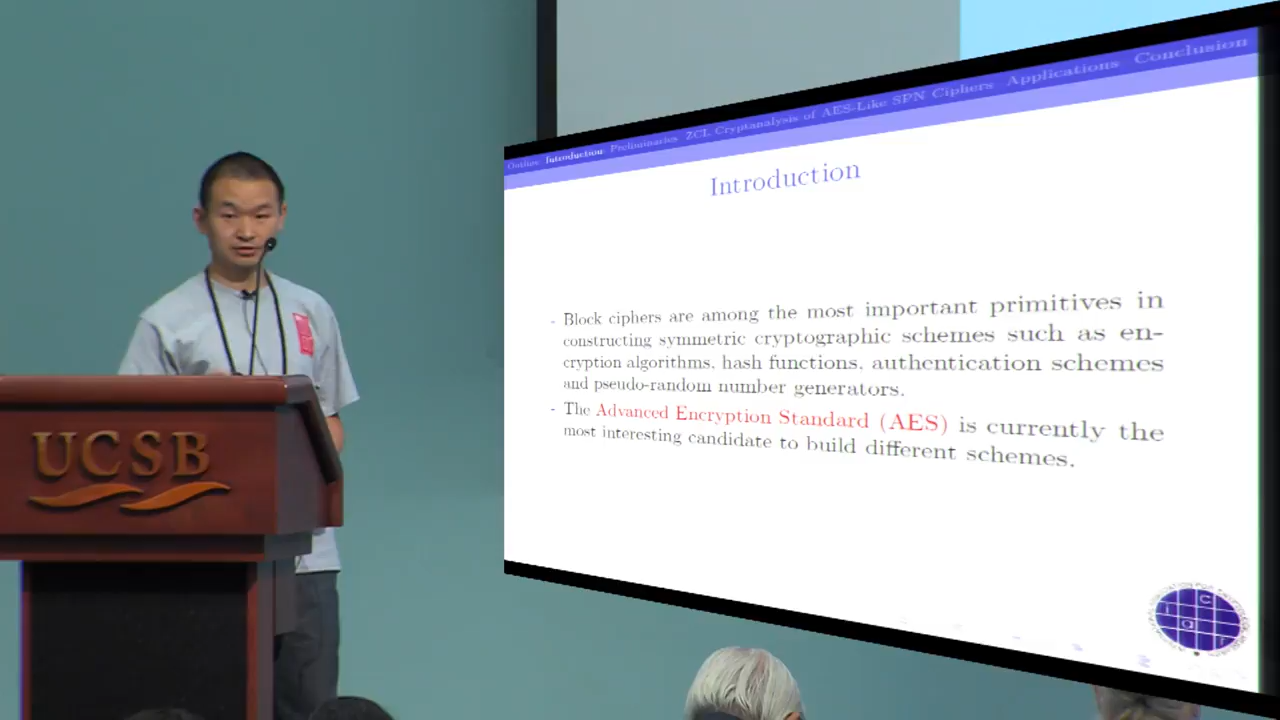 Outline Introduction Preliminaries ZCL Cryptanalysis of AES-Like SPN Ciphers Applications Conclusion
Introduction
- Block ciphers are among the most important primitives in
constructing symmetric cryptographic schemes such as en-
cryption algorithms, hash functions, authentication schemes
and pseudo-random number generators.
- The Advanced Encryption Standard (AES) is currently the
most interesting candidate to build different schemes.
UCSB